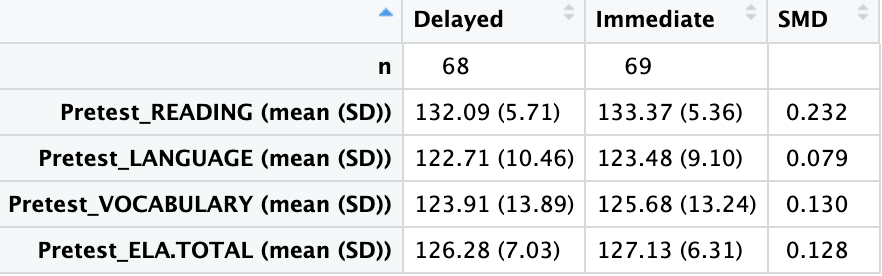 Delayed Immediate SMD
n 68 69
Pretest_READING (mean (SD)) 132.09 (5.71) 133.37 (5.36) 0.232
Pretest_LANGUAGE (mean (SD)) 122.71 (10.46) 123.48 (9.10) 0.079
Pretest_VOCABULARY (mean (SD)) 123.91 (13.89) 125.68 (13.24) 0.130
Pretest_ELA.TOTAL (mean (SD)) 126.28 (7.03) 127.13 (6.31) 0.128